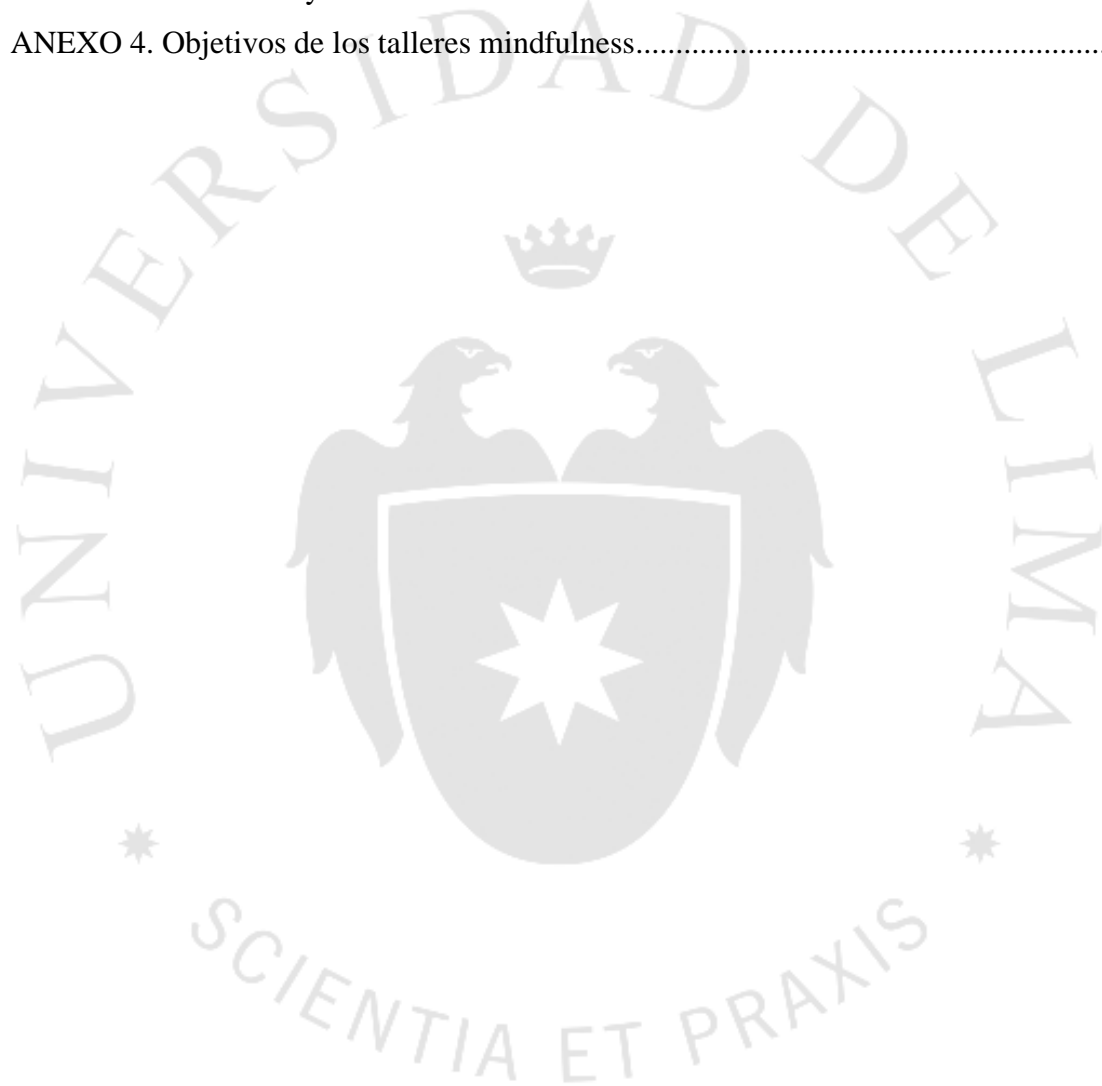 ANEXO 4. Objetivos de los talleres mindfulness............................................................
UNIVERSIDAD DE LIMA
SCIENTIA ET PRAXIS